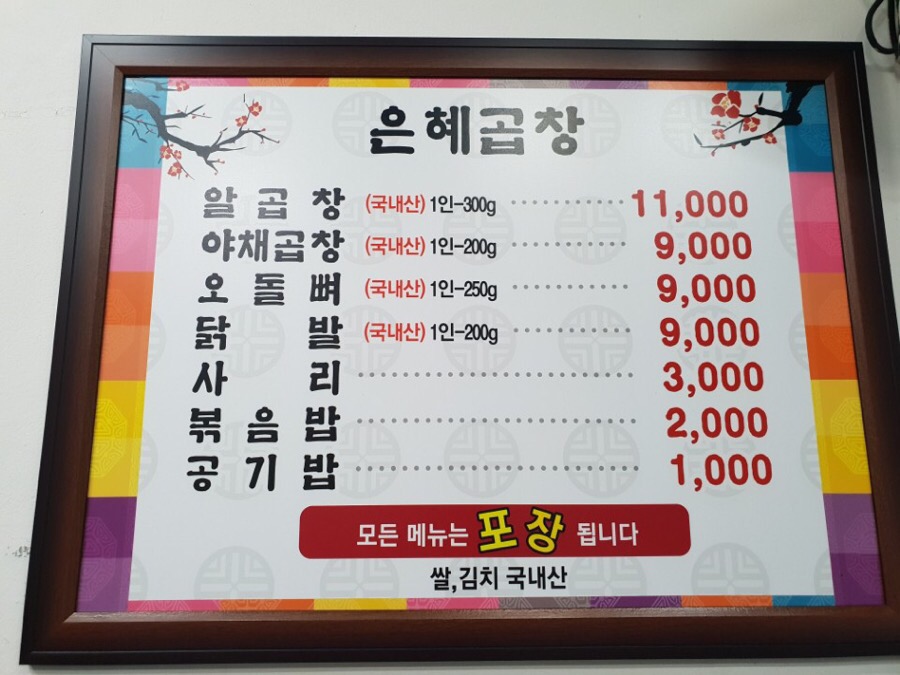 은혜곱창
알곱창 (국내산) 1인-300g 11,000
야채곱창 (국내산) 1인-200g 9,000
오돌뼈 (국내산) 1인-250g 9,000
닭발 (국내산) 1인-200g 9,000
사리 3,000
볶음밥 2,000
공기밥 1,000
모든 메뉴는 포장 됩니다
쌀,김치 국내산